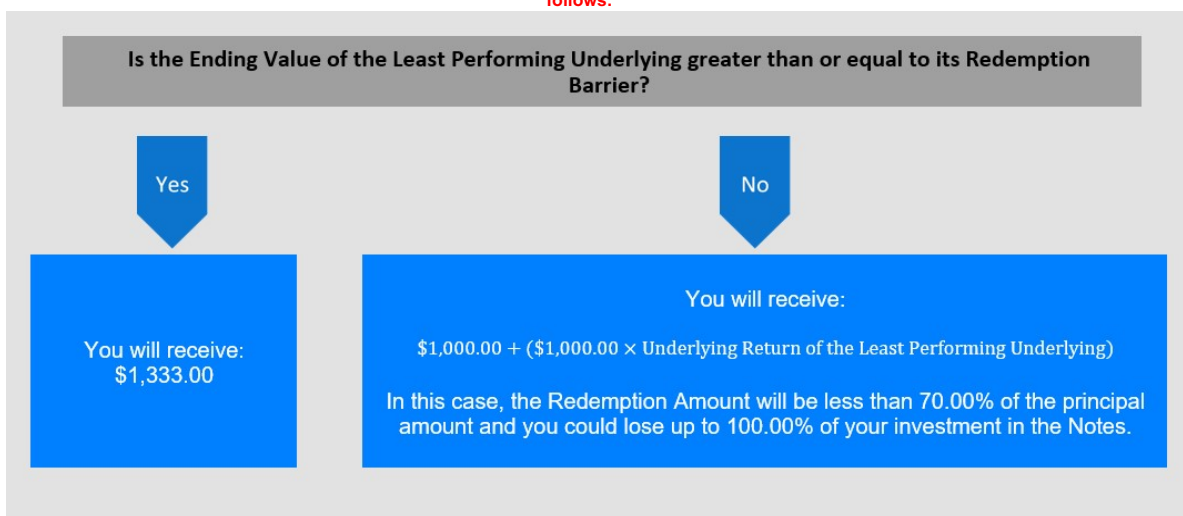 follows:
Is the Ending Value of the Least Performing Underlying greater than or equal to its Redemption
Barrier?
Yes
No
You will receive:
$1,333.00
You will receive:
$1,000.00 + ($1,000.00 × Underlying Return of the Least Performing Underlying)
In this case, the Redemption Amount will be less than 70.00% of the principal
amount and you could lose up to 100.00% of your investment in the Notes.